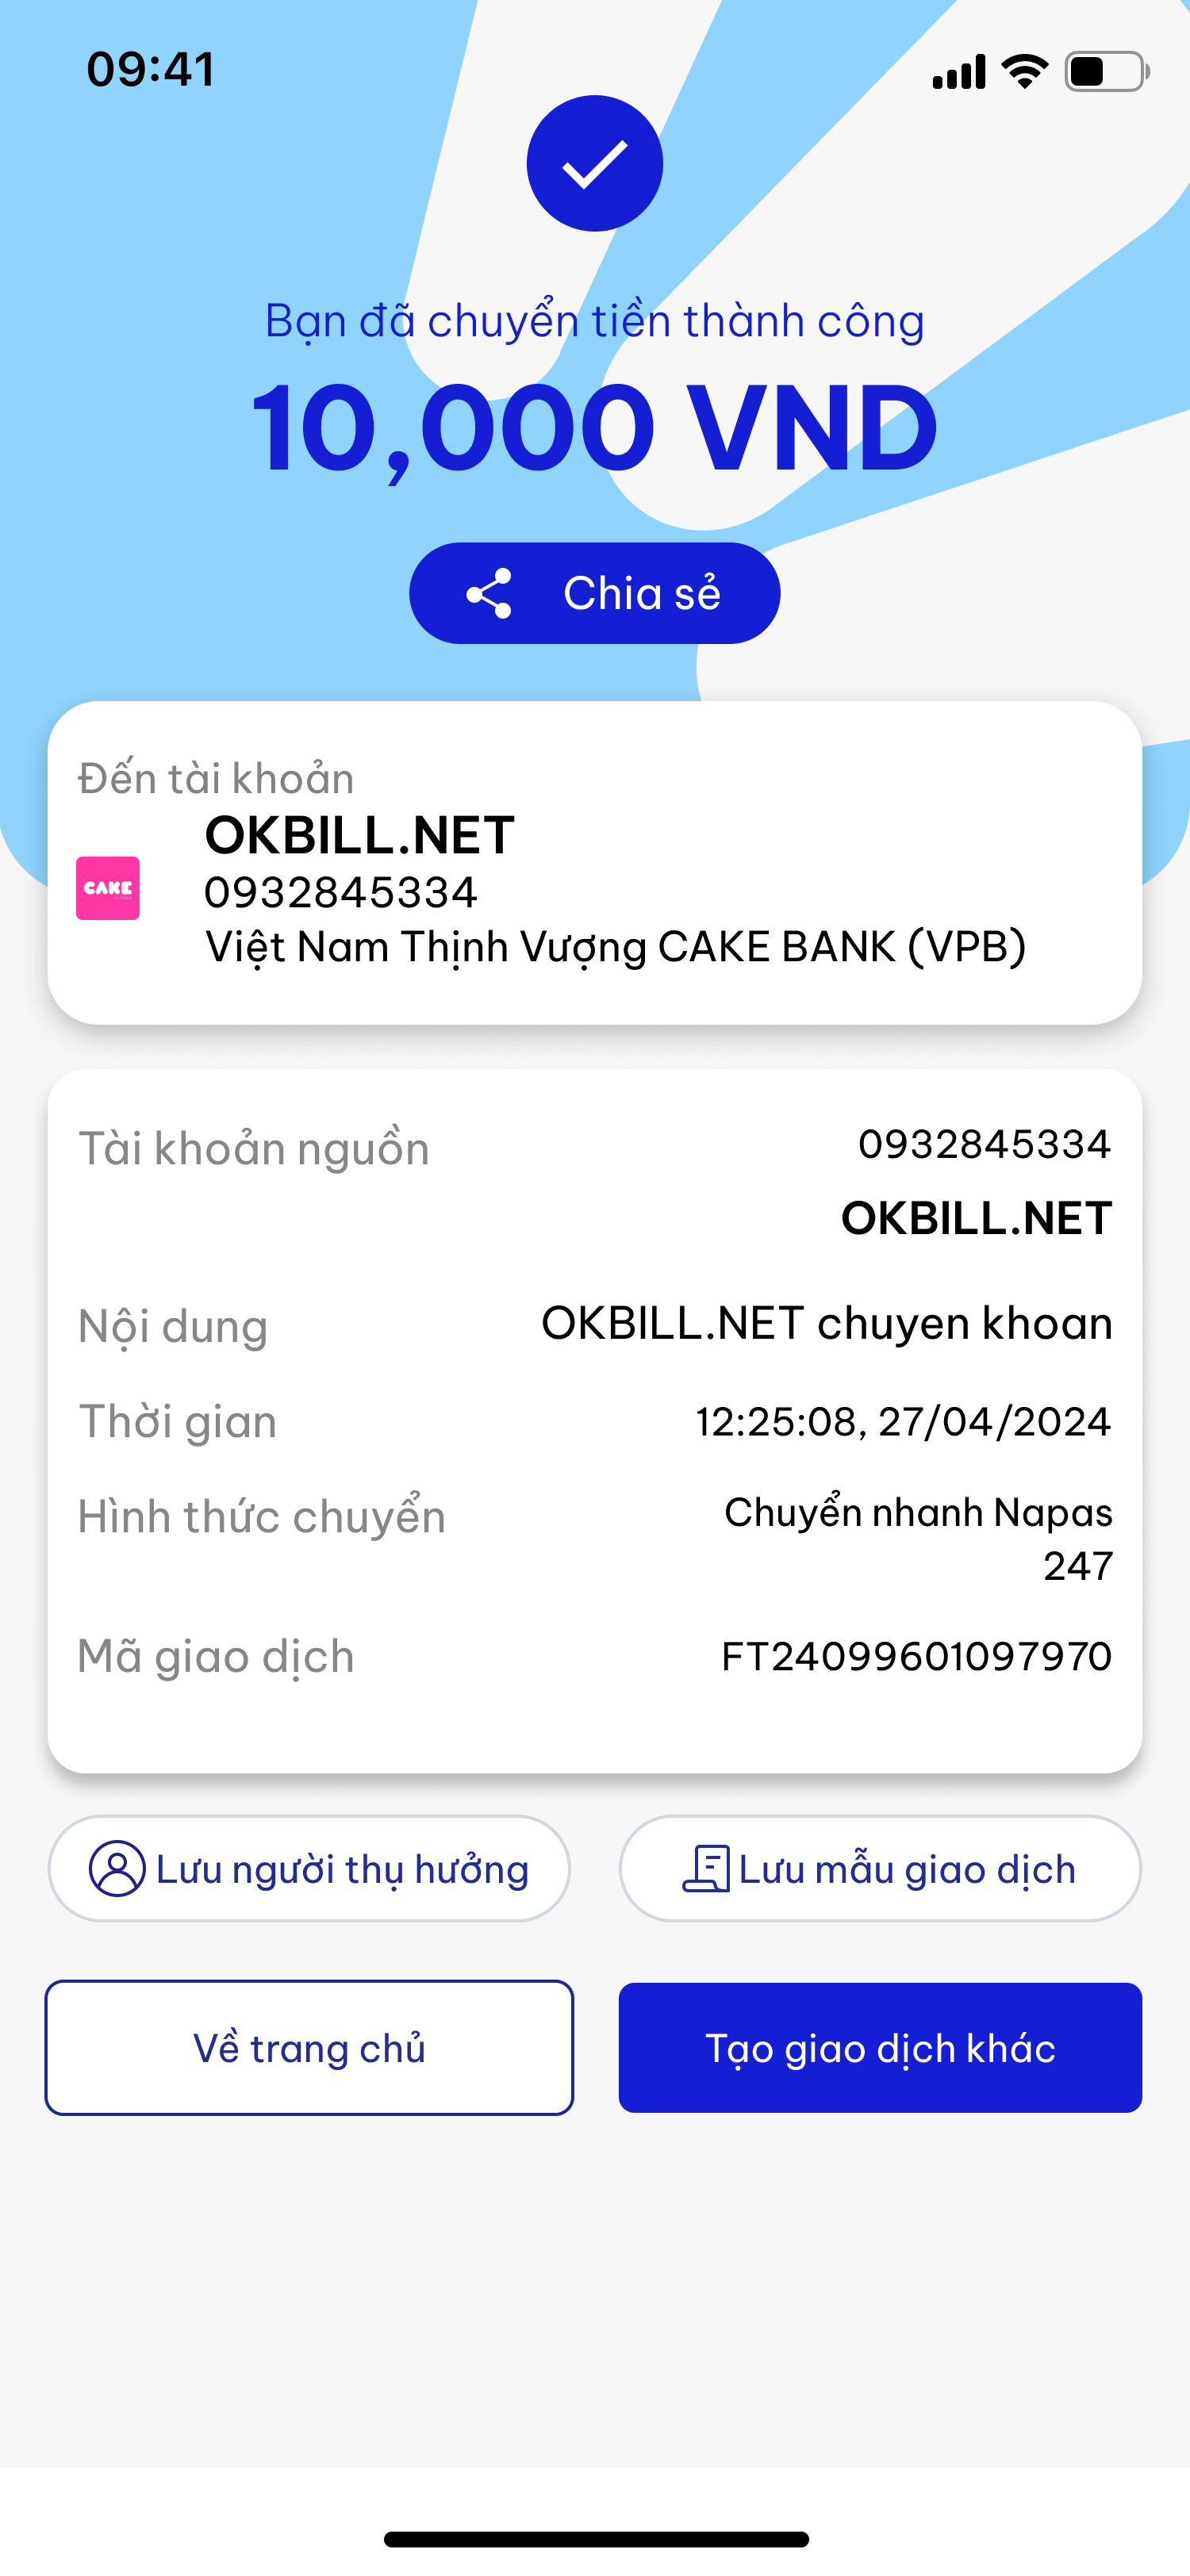 09:41
Bạn đã chuyển tiền thành công
10,000 VND
Chia sẻ
Đến tài khoản
OKBILL.NET
CAKE
0932845334
Việt Nam Thịnh Vượng CAKE BANK (VPB)
Tài khoản nguồn
0932845334
OKBILL.NET
Nội dung
OKBILL.NET chuyen khoan
Thời gian
12:25:08, 27/04/2024
Hình thức chuyển
Chuyển nhanh Napas
247
Mã giao dịch
FT24099601097970
Lưu người thụ hưởng
Lưu mẫu giao dịch
Về trang chủ
Tạo giao dịch khác